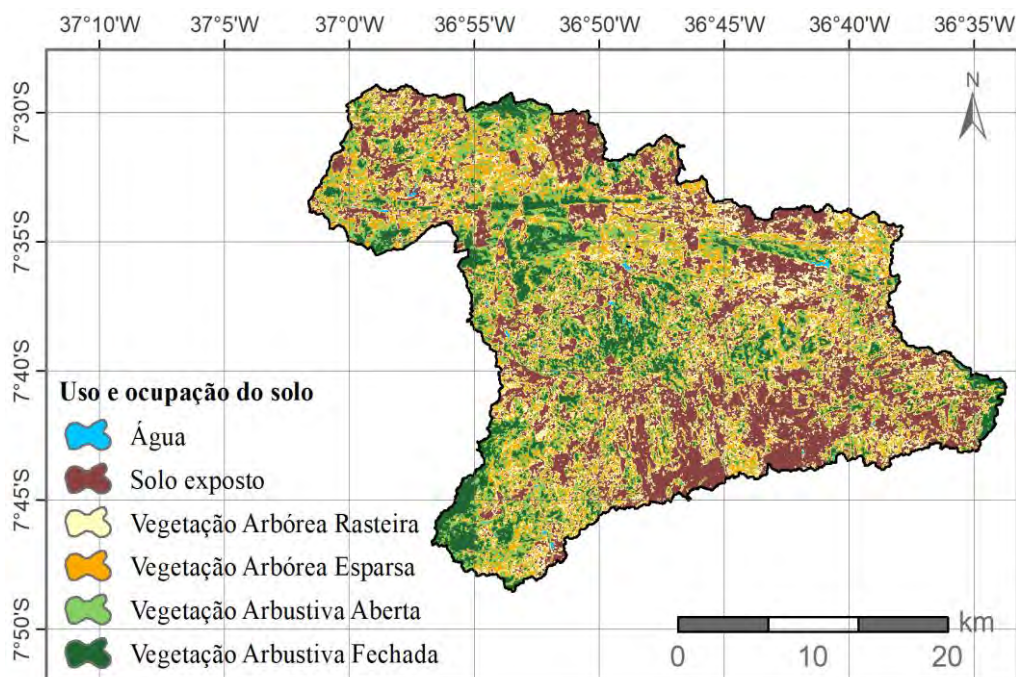 37°10'W 37°5'W 37°0'W 36°55'W 36°50'W 36°45'W 36°40'W 36°35'W
N
7°30'S
7°35'S
7°40'S
7°45'S
7°50'S
Uso e ocupação do solo
Água
Solo exposto
Vegetação Arbórea Rasteira
Vegetação Arbórea Esparsa
Vegetação Arbustiva Aberta
Vegetação Arbustiva Fechada
km
0 10 20